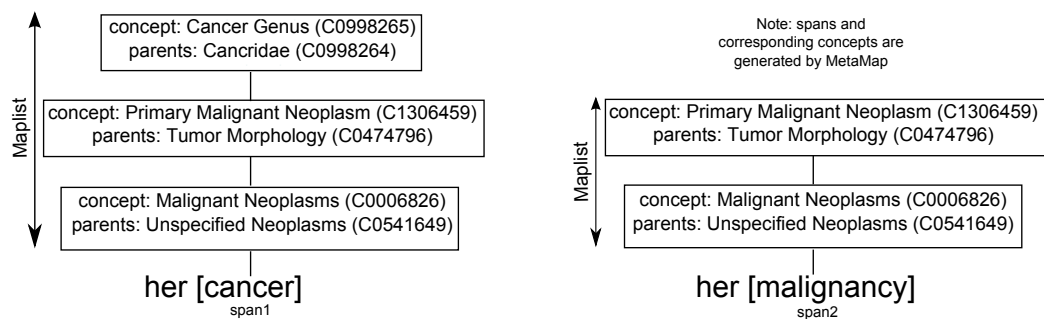 Maplist
concept: Cancer Genus (C0998265)
parents: Cancridae (C0998264)
concept: Primary Malignant Neoplasm (C1306459)
parents: Tumor Morphology (C0474796)
concept: Malignant Neoplasms (C0006826)
parents: Unspecified Neoplasms (C0541649)
her [cancer]
span1
Note: spans and
corresponding concepts are
generated by MetaMap
Maplist
concept: Primary Malignant Neoplasm (C1306459)
parents: Tumor Morphology (C0474796)
concept: Malignant Neoplasms (C0006826)
parents: Unspecified Neoplasms (C0541649)
her [malignancy]
span2